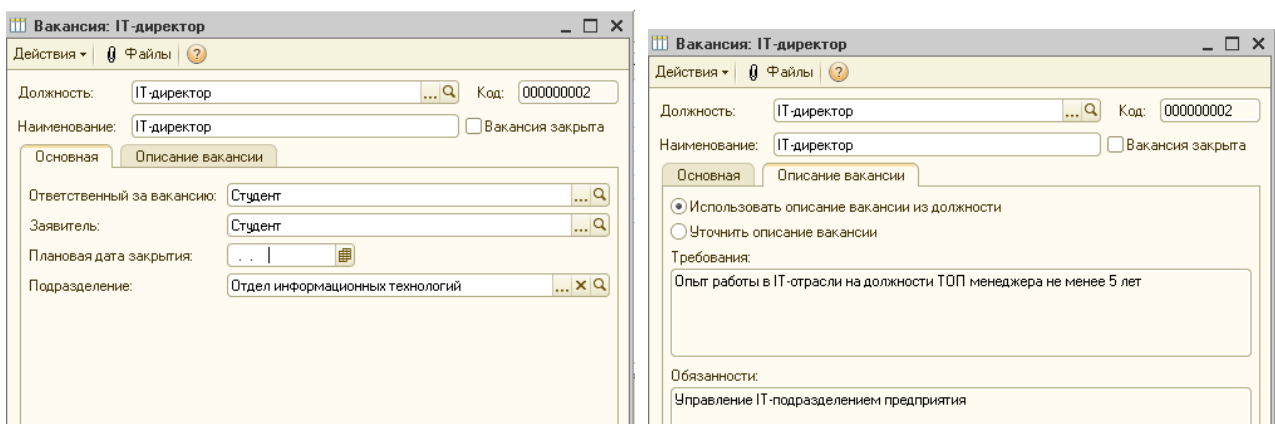 Вакансия: IT-директор
Действия Файлы ?
Должность: IT-директор ... Код: 000000002
Наименование: IT-директор Вакансия закрыта
Основная Описание вакансии
Ответственный за вакансию: Студент ...
Заявитель: Студент ...
Плановая дата закрытия: . .
Подразделение: Отдел информационных технологий ...
Вакансия: IT-директор
Действия Файлы ?
Должность: IT-директор ... Код: 000000002
Наименование: IT-директор Вакансия закрыта
Основная Описание вакансии
Использовать описание вакансии из должности
Уточнить описание вакансии
Требования:
Опыт работы в IT-отрасли на должности ТОП менеджера не менее 5 лет
Обязанности:
Управление IT-подразделением предприятия